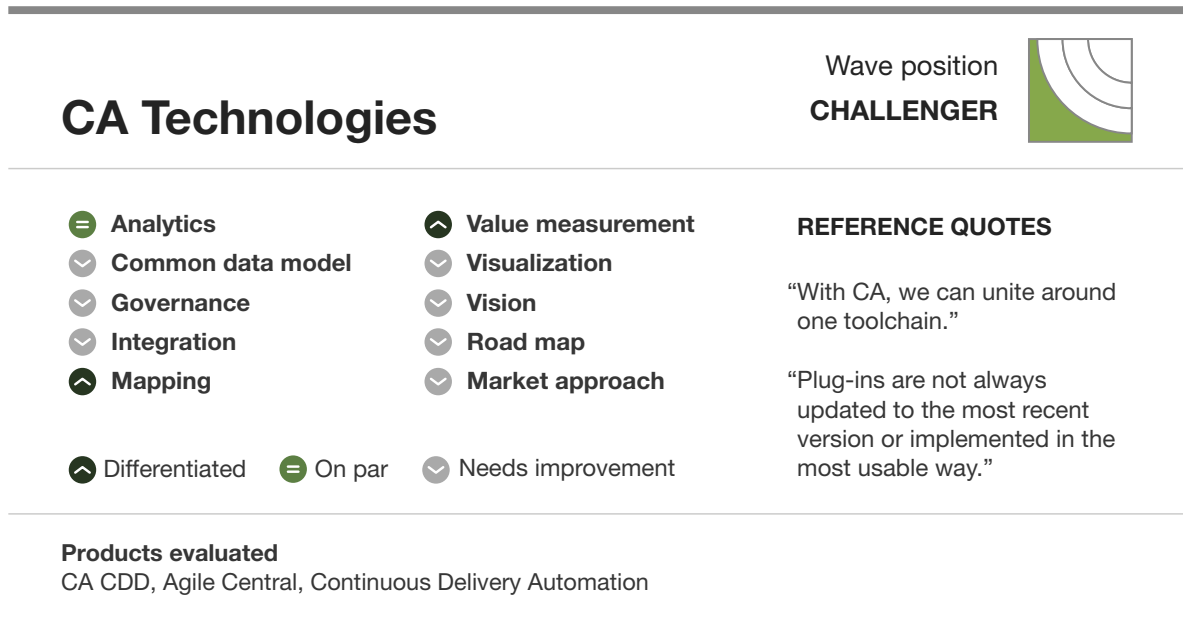 Wave position
CHALLENGER
CA Technologies
Analytics
Common data model
Governance
Integration
Mapping
Value measurement
Visualization
Vision
Road map
Market approach
Differentiated
On par
Needs improvement
REFERENCE QUOTES
“With CA, we can unite around
one toolchain.”
“Plug-ins are not always
updated to the most recent
version or implemented in the
most usable way.”
Products evaluated
CA CDD, Agile Central, Continuous Delivery Automation